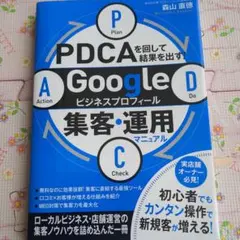 森山 直徳
P
Plan
PDCAを回して
結果を出す!
A
Action
Google
D
Do
ビジネスプロフィール
集客・運用
マニュアル
C
Check
実店舗
オーナー
必見!
初心者でも
カンタン操作で
新規客が増える!
ローカルビジネス・店舗運営の
集客ノウハウを詰め込んだ一冊